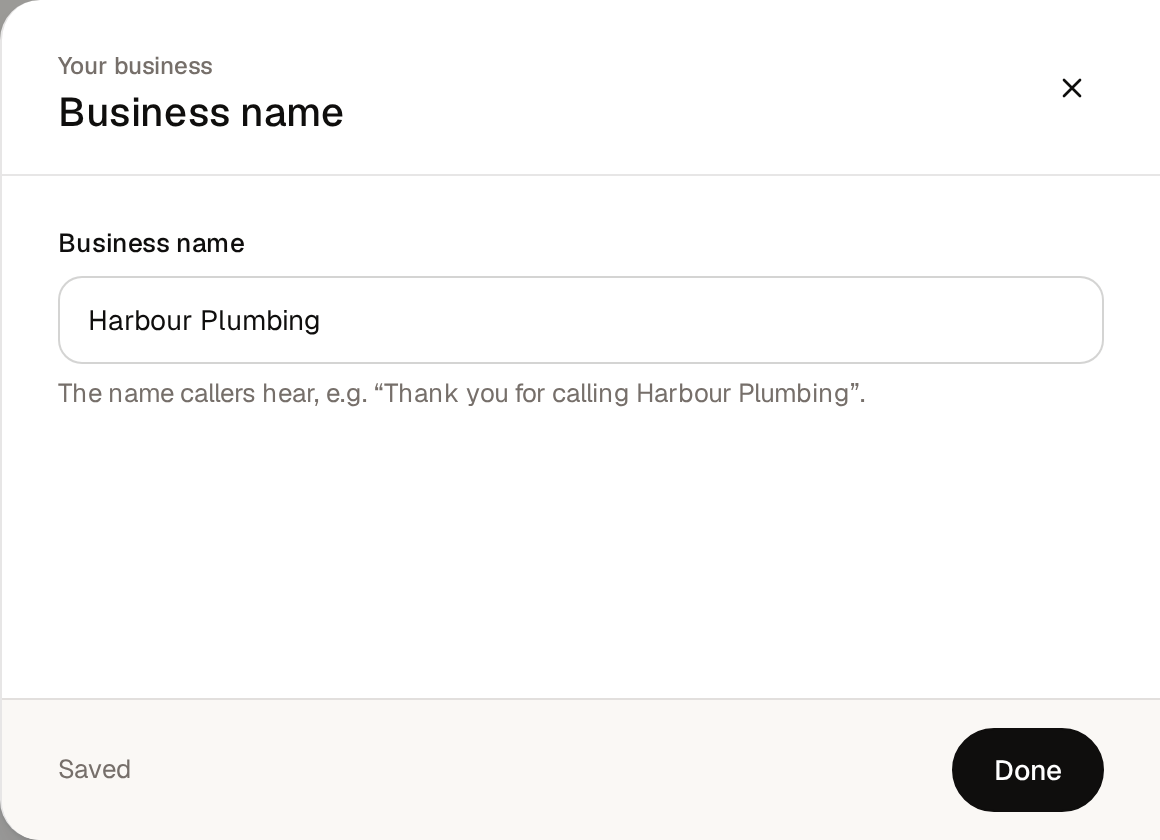 Your business
Business name
Business name
Harbour Plumbing
The name callers hear, e.g. “Thank you for calling Harbour Plumbing”.
Saved
Done